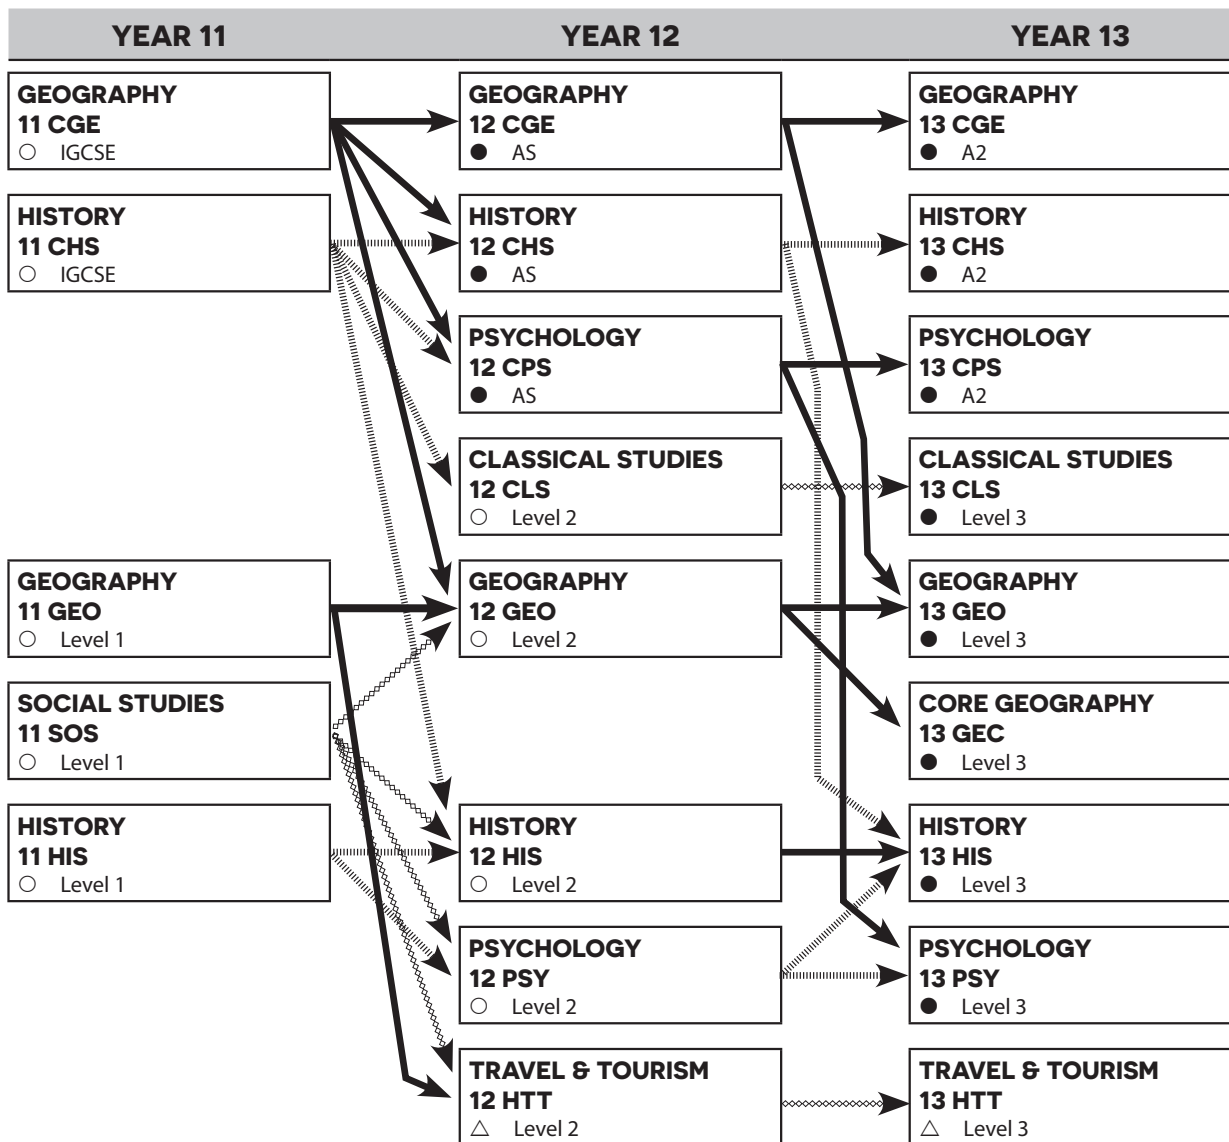 YEAR 11
YEAR 12
YEAR 13
GEOGRAPHY
11 CGE
○ IGCSE
HISTORY
11 CHS
○ IGCSE
GEOGRAPHY
11 GEO
○ Level 1
SOCIAL STUDIES
11 SOS
○ Level 1
HISTORY
11 HIS
○ Level 1
GEOGRAPHY
12 CGE
● AS
HISTORY
12 CHS
● AS
PSYCHOLOGY
12 CPS
● AS
CLASSICAL STUDIES
12 CLS
○ Level 2
GEOGRAPHY
12 GEO
○ Level 2
HISTORY
12 HIS
○ Level 2
PSYCHOLOGY
12 PSY
○ Level 2
TRAVEL & TOURISM
12 HTT
△ Level 2
GEOGRAPHY
13 CGE
● A2
HISTORY
13 CHS
● A2
PSYCHOLOGY
13 CPS
● A2
CLASSICAL STUDIES
13 CLS
● Level 3
GEOGRAPHY
13 GEO
● Level 3
CORE GEOGRAPHY
13 GEC
● Level 3
HISTORY
13 HIS
● Level 3
PSYCHOLOGY
13 PSY
● Level 3
TRAVEL & TOURISM
13 HTT
△ Level 3